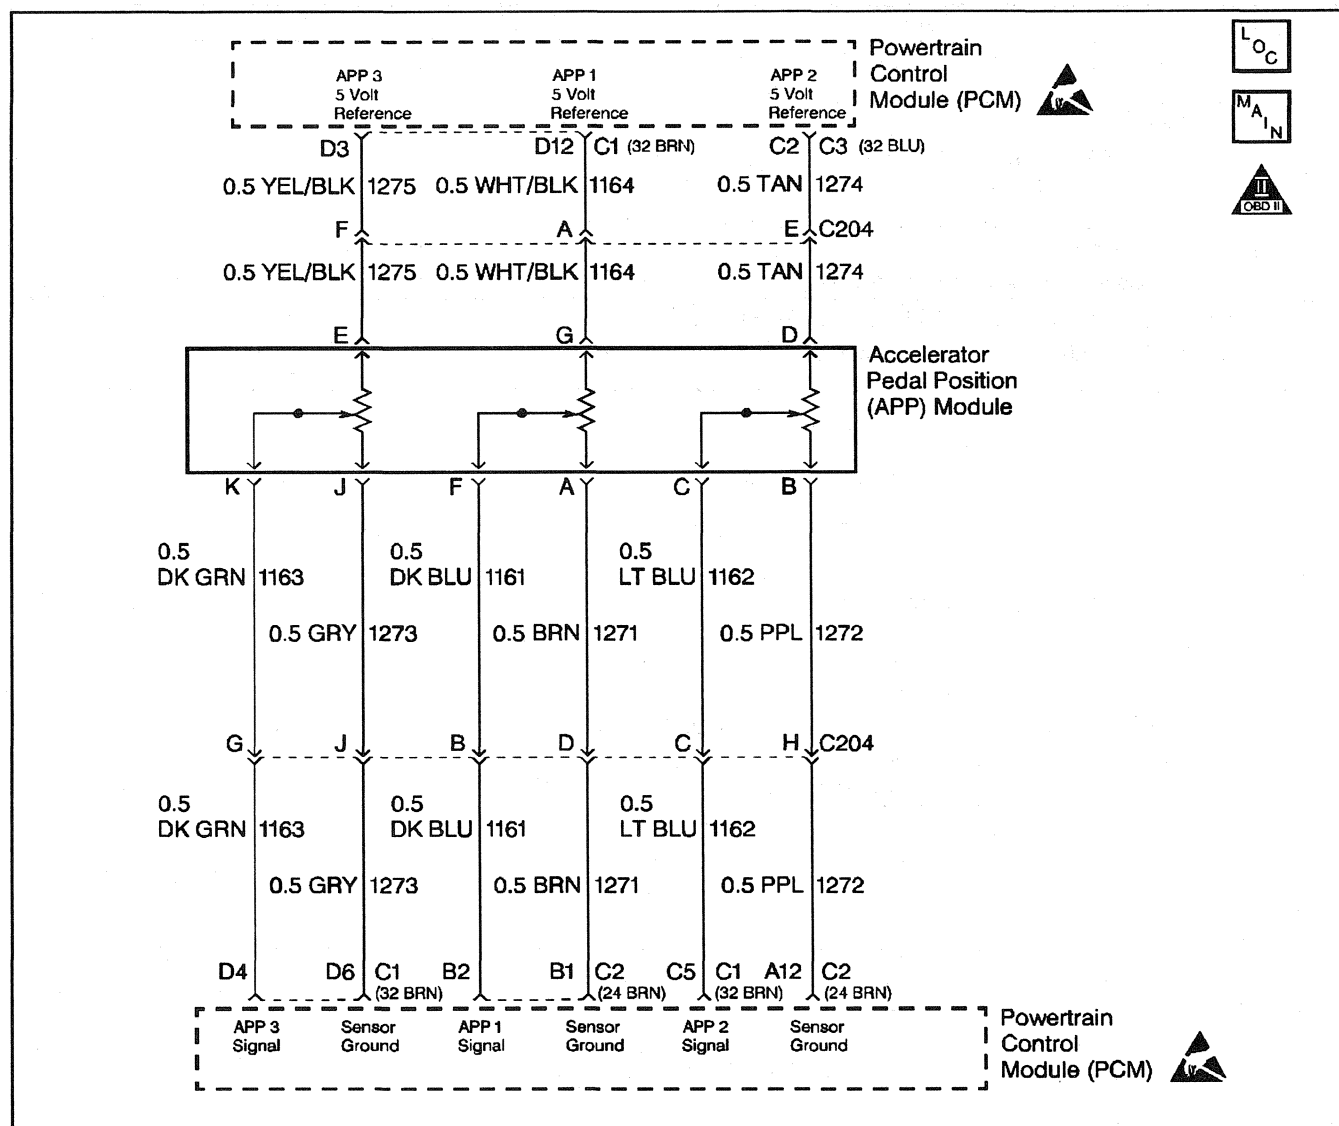 Powertrain
Control
Module (PCM)
L O C
M A I N
II
OBD II
APP 3
5 Volt
Reference
APP 1
5 Volt
Reference
APP 2
5 Volt
Reference
D3 D12 C1 (32 BRN) C2 C3 (32 BLU)
0.5 YEL/BLK 1275 0.5 WHT/BLK 1164 0.5 TAN 1274
F A E C204
0.5 YEL/BLK 1275 0.5 WHT/BLK 1164 0.5 TAN 1274
E G D
Accelerator
Pedal Position
(APP) Module
K J F A C B
0.5 0.5 0.5
DK GRN 1163 DK BLU 1161 LT BLU 1162
0.5 GRY 1273 0.5 BRN 1271 0.5 PPL 1272
G J B D C H C204
0.5 0.5 0.5
DK GRN 1163 DK BLU 1161 LT BLU 1162
0.5 GRY 1273 0.5 BRN 1271 0.5 PPL 1272
D4 D6 C1 B2 B1 C2 C5 C1 A12 C2
(32 BRN) (24 BRN) (32 BRN) (24 BRN)
APP 3
Signal
Sensor
Ground
APP 1
Signal
Sensor
Ground
APP 2
Signal
Sensor
Ground
Powertrain
Control
Module (PCM)